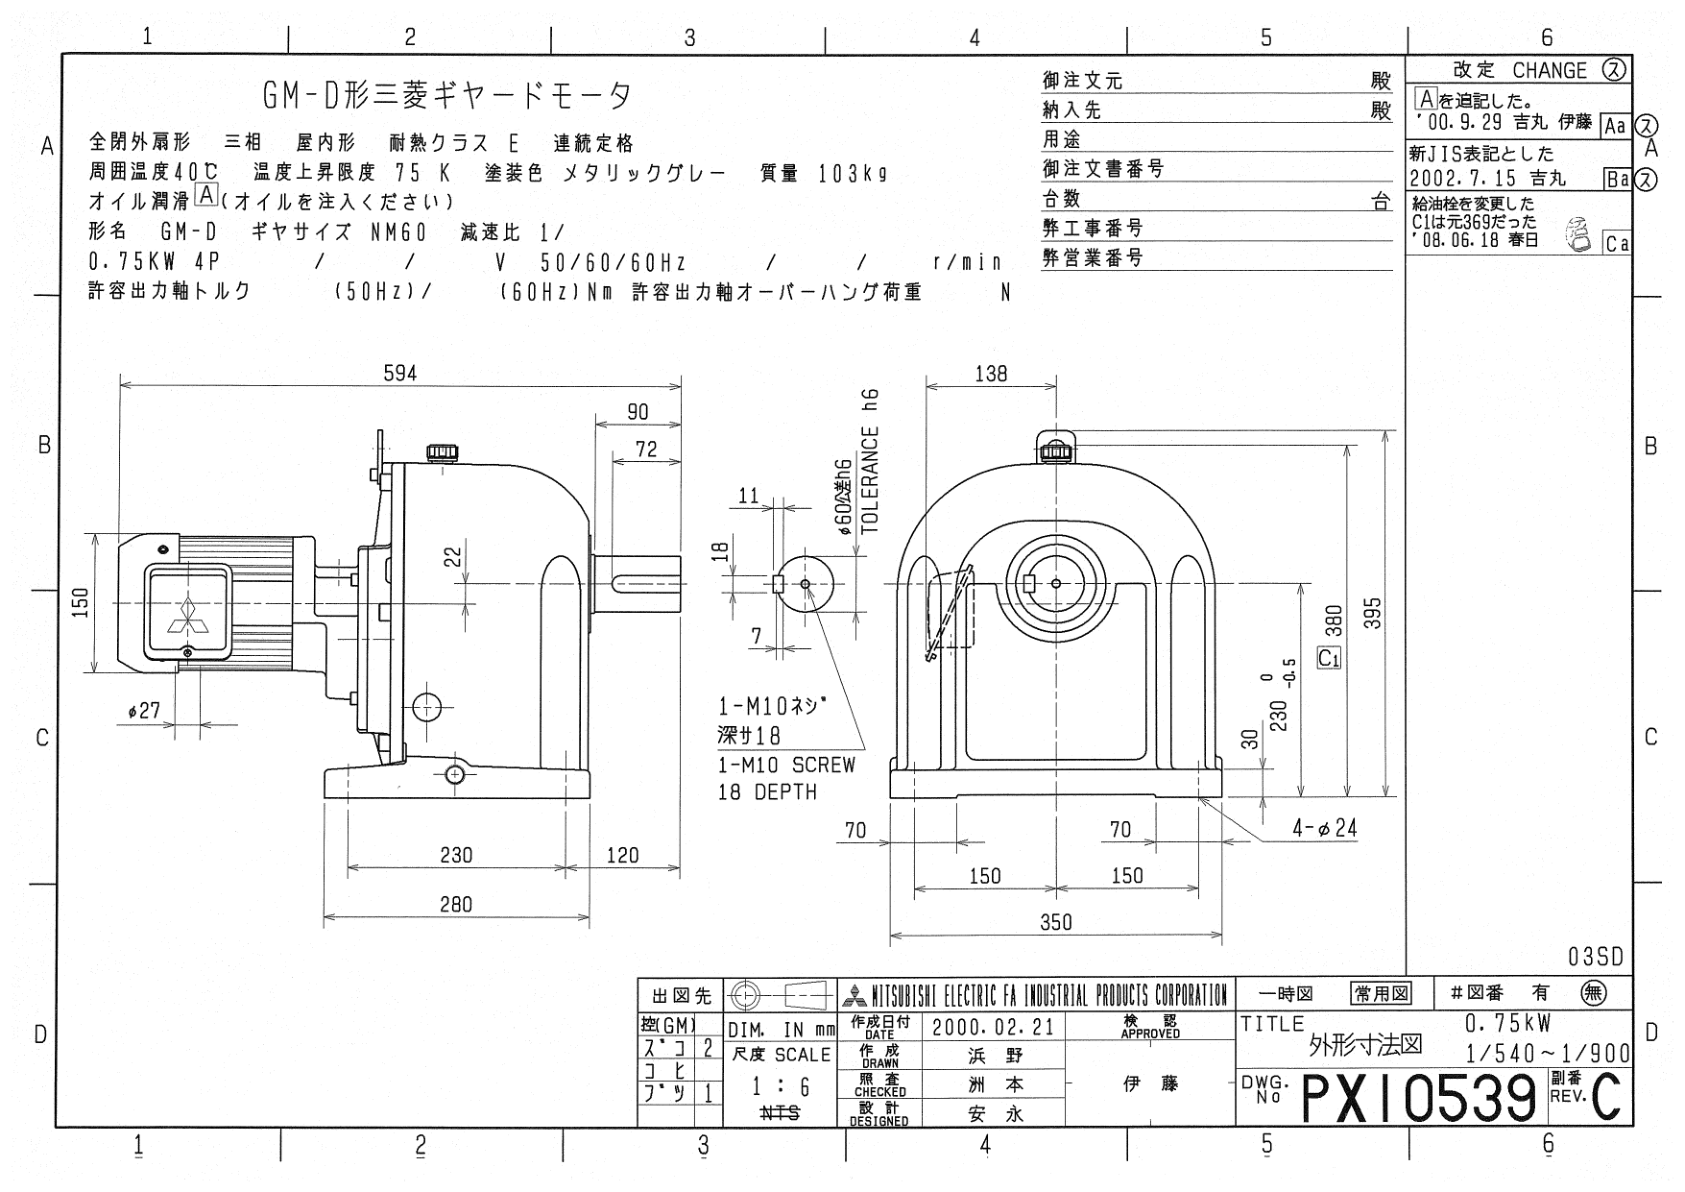 1 2 3 4 5 6
A
B
C
D
GM-D形三菱ギヤードモータ
全閉外扇形 三相 屋内形 耐熱クラス E 連続定格
周囲温度40℃ 温度上昇限度 75 K 塗装色 メタリックグレー 質量 103kg
オイル潤滑 A (オイルを注入ください)
形名 GM-D ギヤサイズ NM60 減速比 1/
0.75KW 4P / / V 50/60/60Hz / / r/min
許容出力軸トルク (50Hz)/ (60Hz)Nm 許容出力軸オーバーハング荷重 N
御注文元 殿
納入先 殿
用途
御注文書番号
台数 台
弊工事番号
弊営業番号
改定 CHANGE ス
Aを追記した。
'00.9.29 吉丸 伊藤 Aa ス
新JIS表記とした
2002.7.15 吉丸 Ba ス
給油栓を変更した
C1は元369だった
'08.06.18 春日 Ca
A
B
C
D
594
90
72
150
22
φ27
230
120
280
11
18
7
φ60公差h6
TOLERANCE h6
1-M10ネジ
深サ18
1-M10 SCREW
18 DEPTH
138
395
380
C1
230 0 -0.5
30
70
70
4-φ24
150
150
350
03SD
出図先
控(GM)
ズコ 2
コヒ
ブツ 1
DIM. IN mm
尺度 SCALE
1 : 6
NTS
MITSUBISHI ELECTRIC FA INDUSTRIAL PRODUCTS CORPORATION
作成日付 DATE 2000.02.21
作成 DRAWN 浜野
照査 CHECKED 洲本
設計 DESIGNED 安永
検認 APPROVED
伊藤
一時図 常用図 #図番 有 無
TITLE
外形寸法図
0.75kW
1/540～1/900
DWG. No PX10539
副番 REV. C
1 2 3 4 5 6